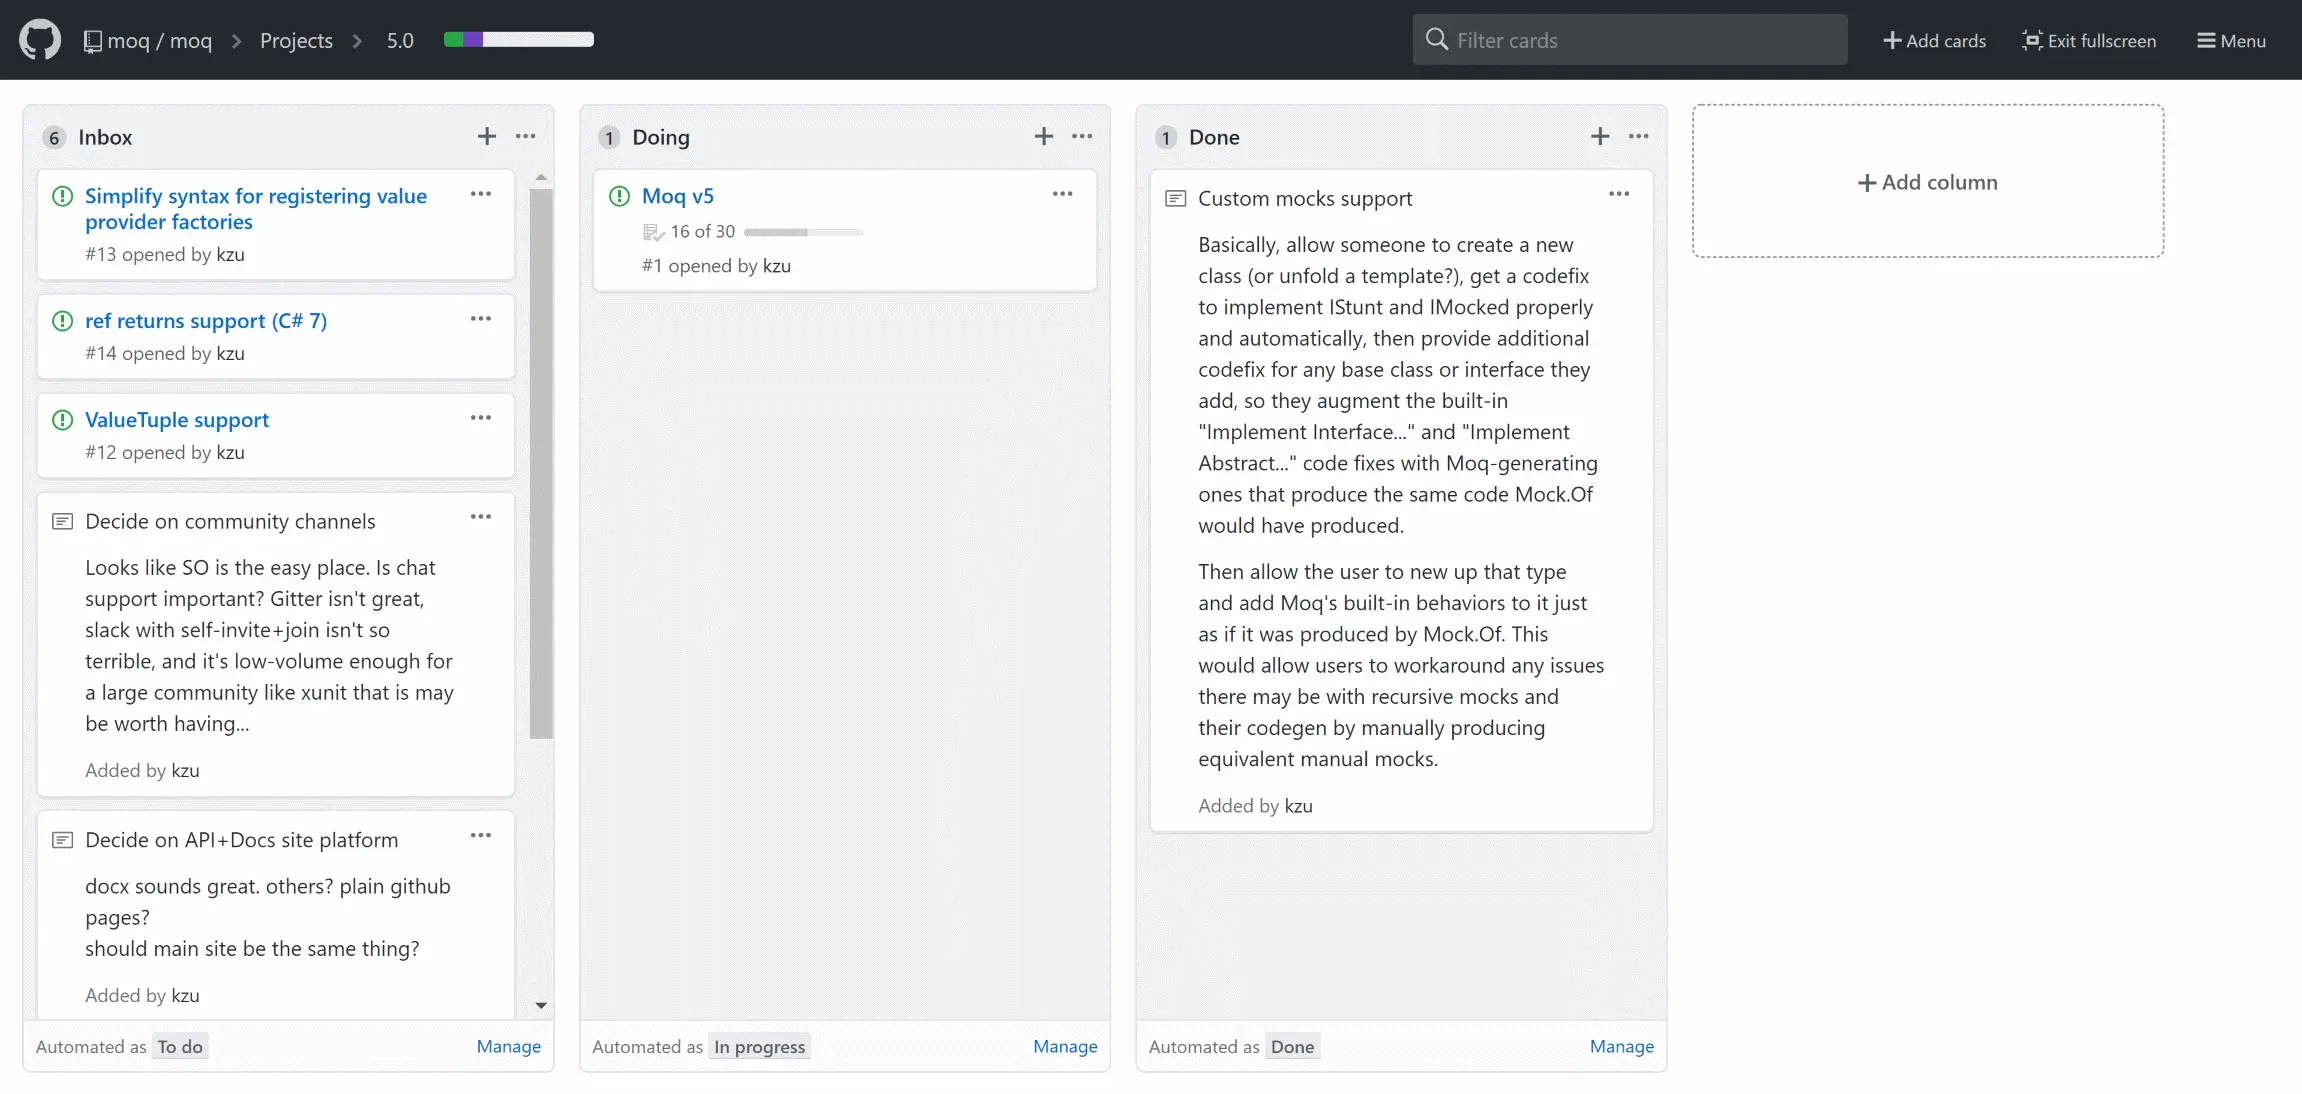 moq / moq > Projects > 5.0
Filter cards
+ Add cards
Exit fullscreen
Menu
6 Inbox
Simplify syntax for registering value
provider factories
#13 opened by kzu
ref returns support (C# 7)
#14 opened by kzu
ValueTuple support
#12 opened by kzu
Decide on community channels
Looks like SO is the easy place. Is chat
support important? Gitter isn't great,
slack with self-invite+join isn't so
terrible, and it's low-volume enough for
a large community like xunit that is may
be worth having...
Added by kzu
Decide on API+Docs site platform
docx sounds great. others? plain github
pages?
should main site be the same thing?
Added by kzu
Automated as To do
Manage
1 Doing
Moq v5
16 of 30
#1 opened by kzu
Automated as In progress
Manage
1 Done
Custom mocks support
Basically, allow someone to create a new
class (or unfold a template?), get a codefix
to implement IStunt and IMocked properly
and automatically, then provide additional
codefix for any base class or interface they
add, so they augment the built-in
"Implement Interface..." and "Implement
Abstract..." code fixes with Moq-generating
ones that produce the same code Mock.Of
would have produced.
Then allow the user to new up that type
and add Moq's built-in behaviors to it just
as if it was produced by Mock.Of. This
would allow users to workaround any issues
there may be with recursive mocks and
their codegen by manually producing
equivalent manual mocks.
Added by kzu
Automated as Done
Manage
+ Add column